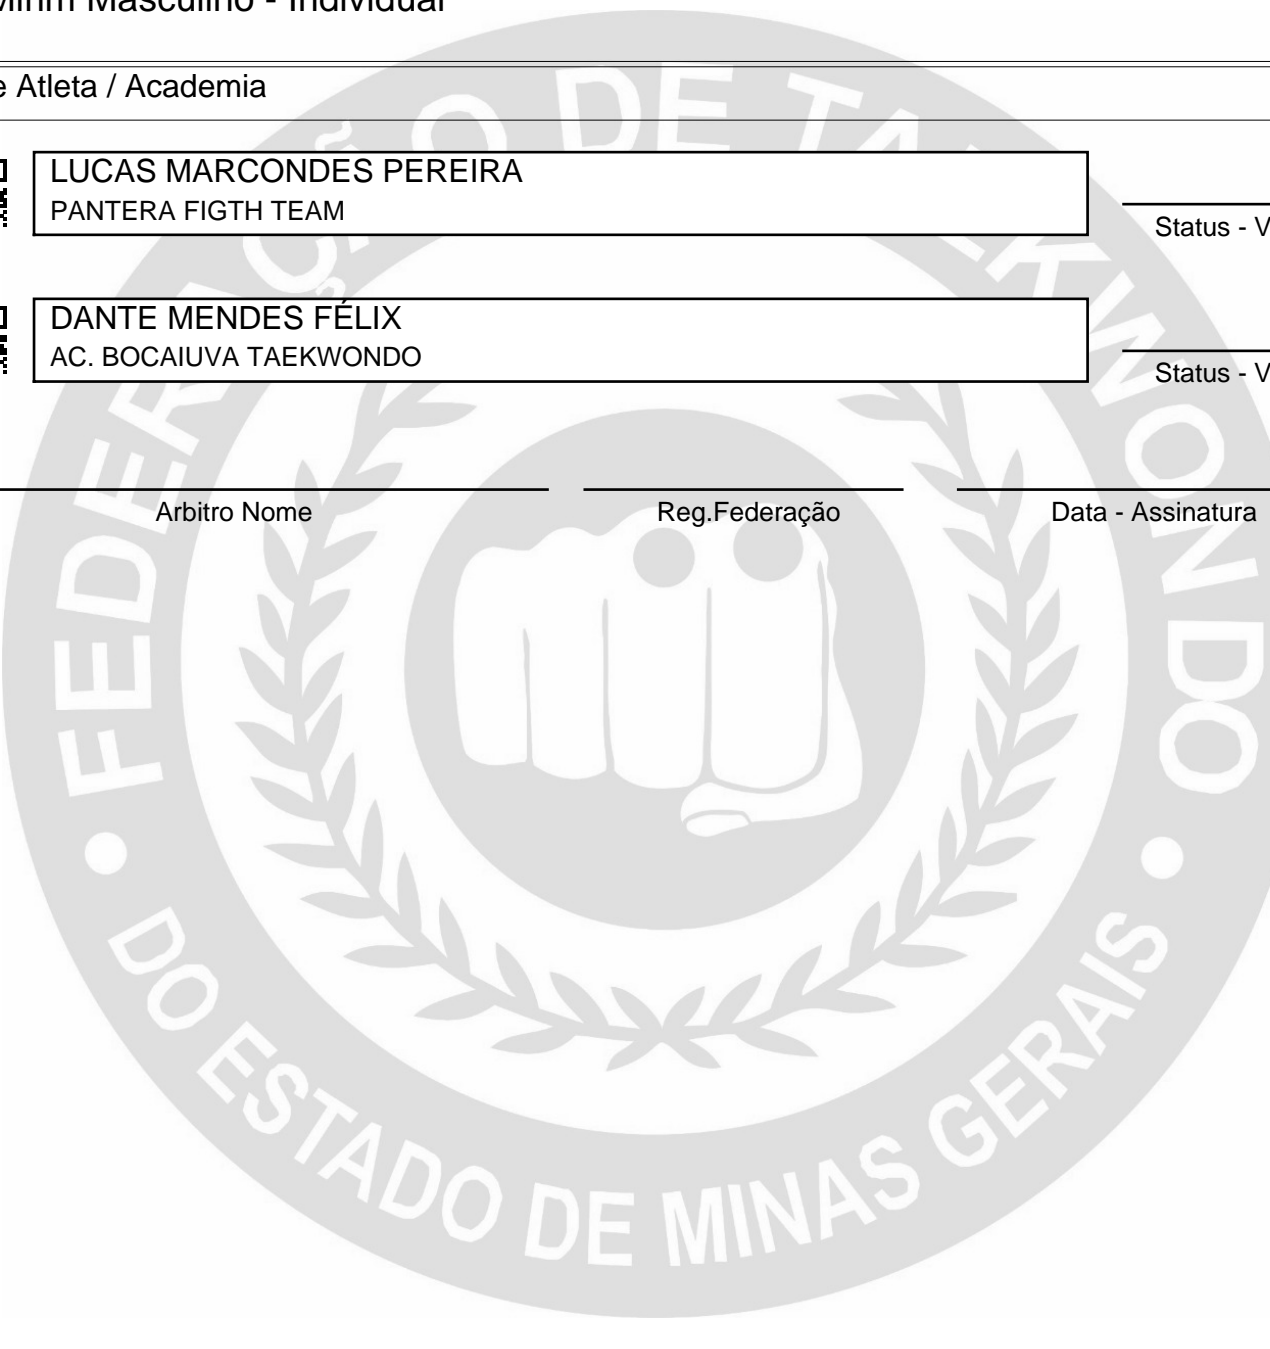 Mirim Masculino - Individual
e Atleta / Academia
LUCAS MARCONDES PEREIRA
PANTERA FIGTH TEAM
Status - V
DANTE MENDES FÉLIX
AC. BOCAIUVA TAEKWONDO
Status - V
Arbitro Nome Reg.Federação Data - Assinatura
FEDERAÇÃO DE TAEKWONDO
DO ESTADO DE MINAS GERAIS